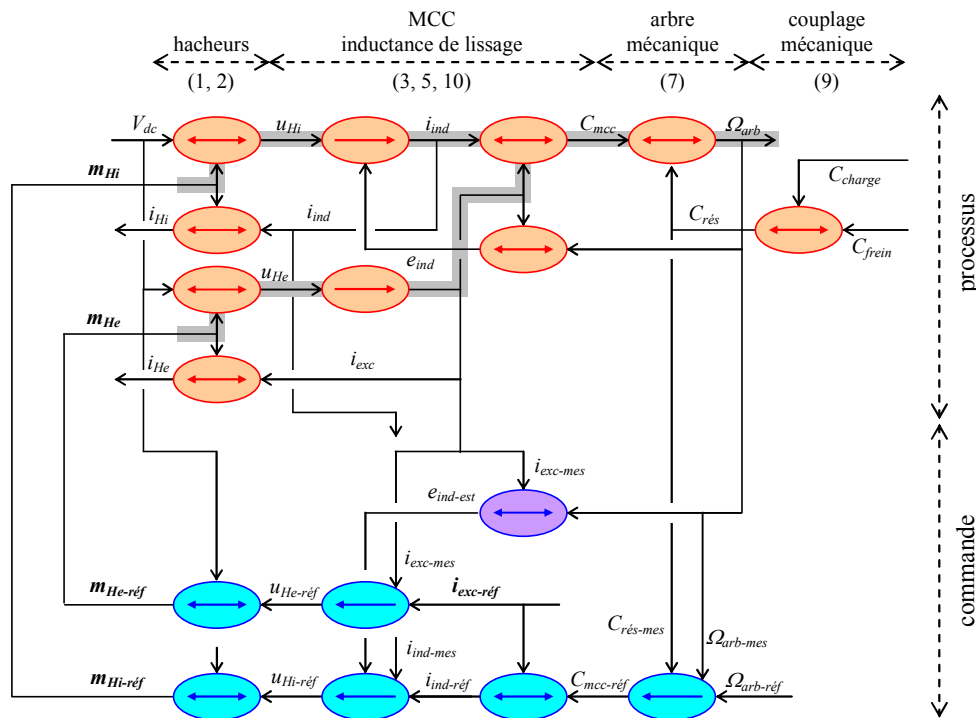 MCC
arbre
couplage
hacheurs
inductance de lissage
mécanique
mécanique
(1, 2)
(3, 5, 10)
(7)
(9)
V_dc
u_Hi
i_ind
C_mcc
Ω_arb
m_Hi
C_charge
i_Hi
i_ind
C_rés
C_frein
u_He
e_ind
m_He
i_He
i_exc
processus
i_exc-mes
e_ind-est
i_exc-mes
m_He-réf
u_He-réf
i_exc-réf
C_rés-mes
Ω_arb-mes
i_ind-mes
m_Hi-réf
u_Hi-réf
i_ind-réf
C_mcc-réf
Ω_arb-réf
commande